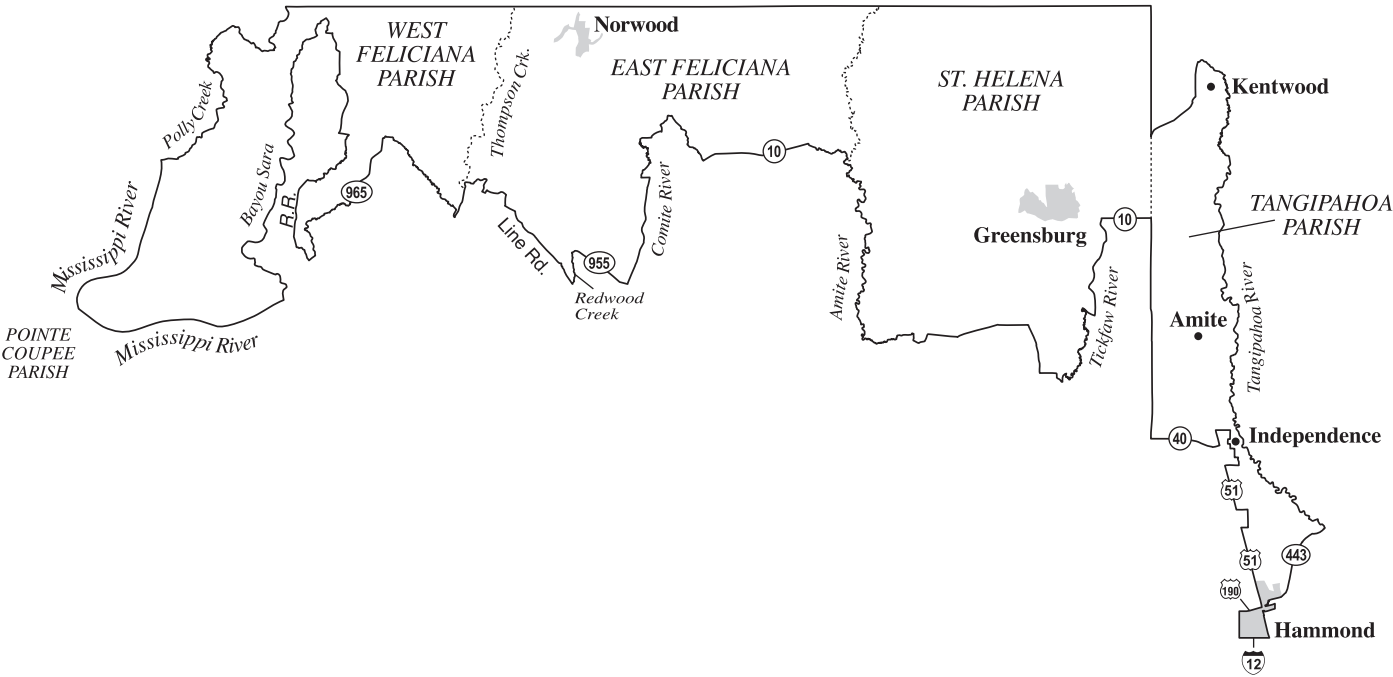 WEST
FELICIANA
PARISH
Norwood
EAST FELICIANA
PARISH
ST. HELENA
PARISH
Kentwood
Polly Creek
Thompson Crk.
Bayou Sara
R.R.
965
10
Mississippi River
Line Rd.
Comite River
955
Redwood
Creek
Amite River
Greensburg
10
Tickfaw River
TANGIPAHOA
PARISH
Amite
Tangipahoa River
POINTE
COUPEE
PARISH
Mississippi River
40
Independence
51
51
443
190
Hammond
12